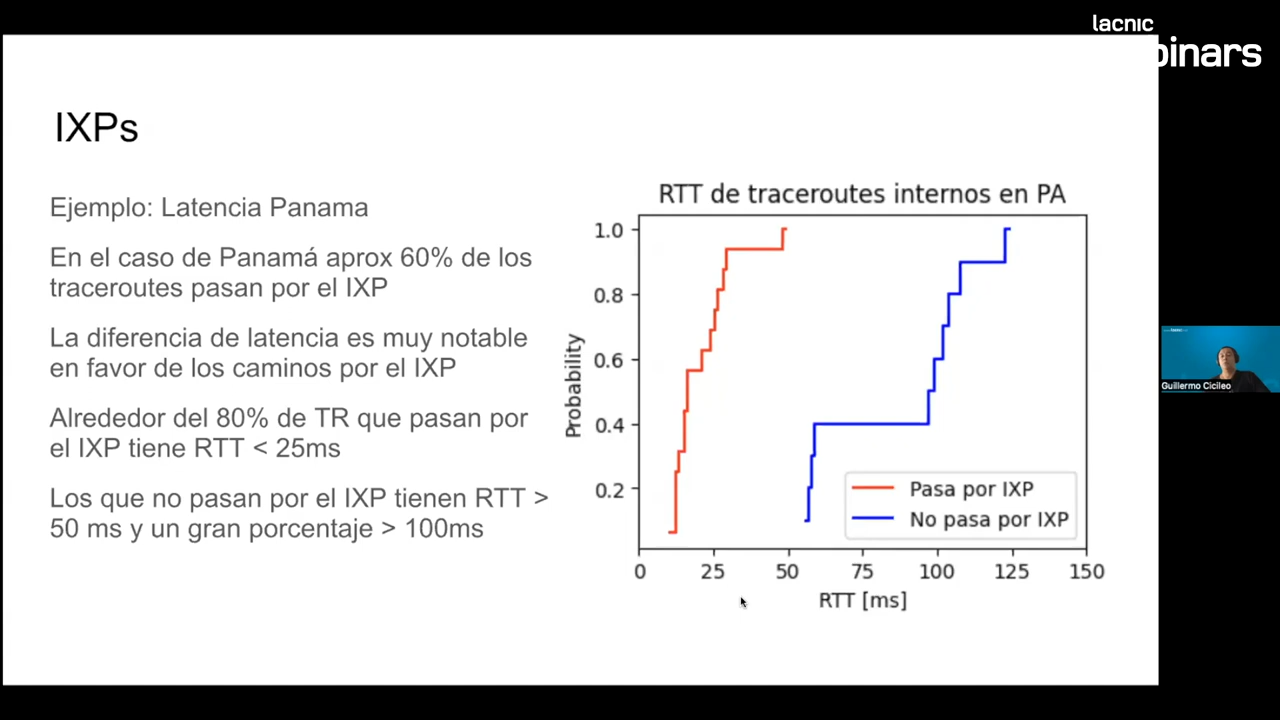 lacnic
binars
IXPs
Ejemplo: Latencia Panama
En el caso de Panamá aprox 60% de los
traceroutes pasan por el IXP
La diferencia de latencia es muy notable
en favor de los caminos por el IXP
Alrededor del 80% de TR que pasan por
el IXP tiene RTT < 25ms
Los que no pasan por el IXP tienen RTT >
50 ms y un gran porcentaje > 100ms
RTT de traceroutes internos en PA
Probability
1.0
0.8
0.6
0.4
0.2
Pasa por IXP
No pasa por IXP
0 25 50 75 100 125 150
RTT [ms]
Guillermo Cicileo